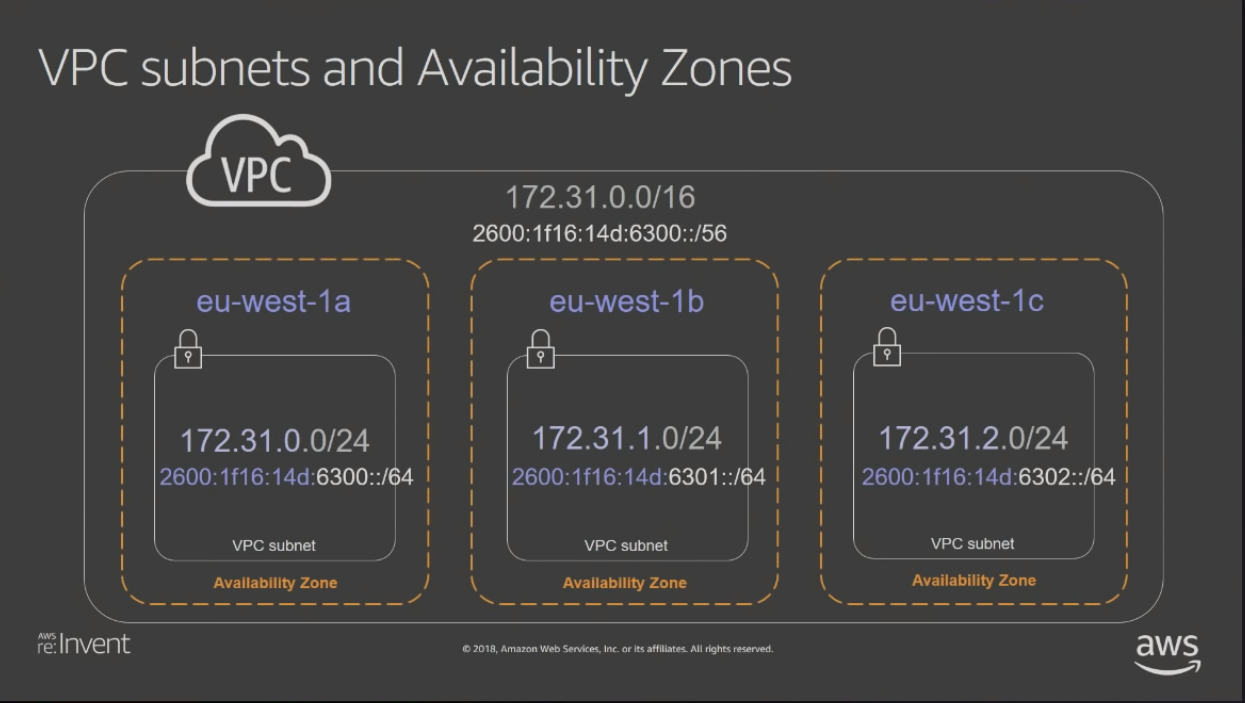 VPC subnets and Availability Zones
VPC
172.31.0.0/16
2600:1f16:14d:6300::/56
eu-west-1a
172.31.0.0/24
2600:1f16:14d:6300::/64
VPC subnet
Availability Zone
eu-west-1b
172.31.1.0/24
2600:1f16:14d:6301::/64
VPC subnet
Availability Zone
eu-west-1c
172.31.2.0/24
2600:1f16:14d:6302::/64
VPC subnet
Availability Zone
AWS
re:Invent
© 2018, Amazon Web Services, Inc. or its affiliates. All rights reserved.
aws